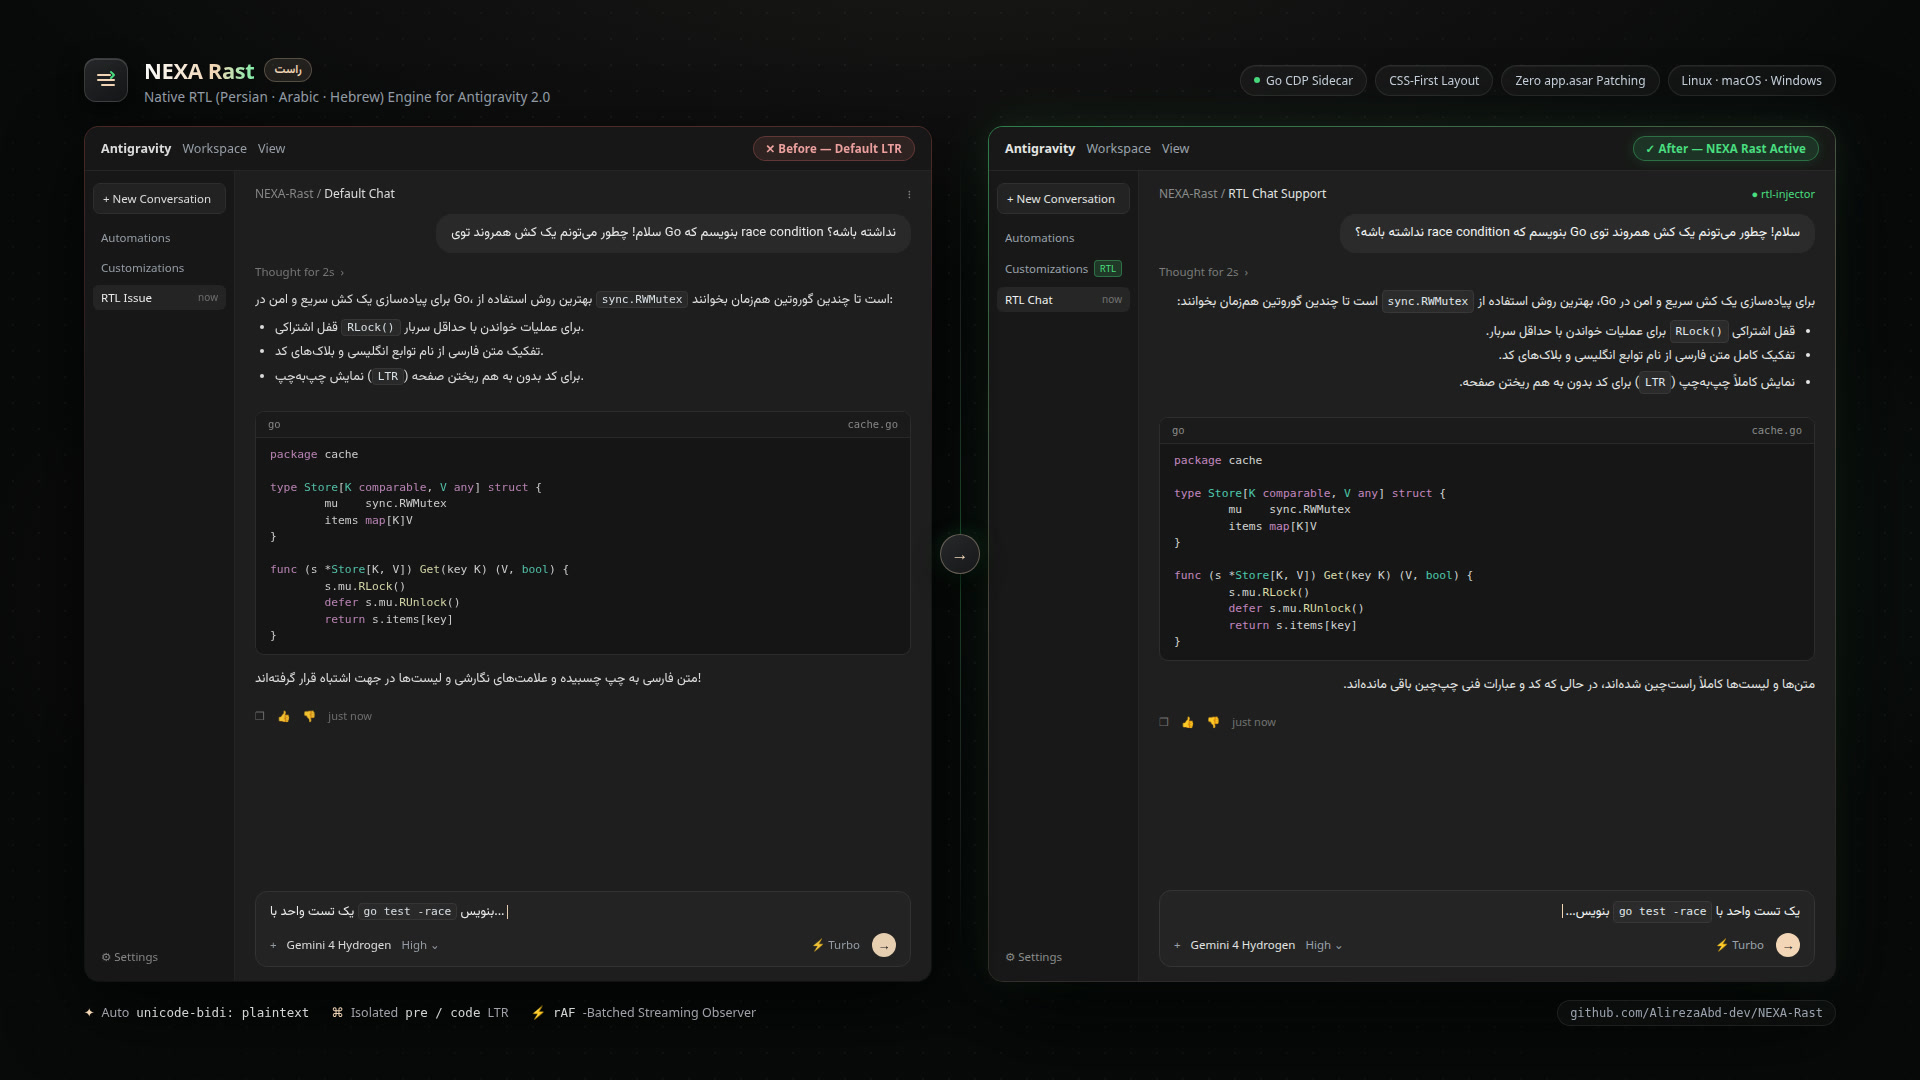 NEXA Rast راست
Native RTL (Persian · Arabic · Hebrew) Engine for Antigravity 2.0
Go CDP Sidecar
CSS-First Layout
Zero app.asar Patching
Linux · macOS · Windows
Antigravity Workspace View
✕ Before — Default LTR
+ New Conversation
Automations
Customizations
RTL Issue now
⚙ Settings
NEXA-Rast / Default Chat
نداشته باشه؟ race condition بنویسم که Go سلام! چطور می‌تونم یک کش همروند توی
Thought for 2s ›
است تا چندین گوروتین هم‌زمان بخوانند sync.RWMutex بهترین روش استفاده از ،Go برای پیاده‌سازی یک کش سریع و امن در:
• قفل اشتراکی RLock() برای عملیات خواندن با حداقل سربار.
• تفکیک متن فارسی از نام توابع انگلیسی و بلاک‌های کد.
• نمایش چپ‌به‌چپ (LTR) برای کد بدون به هم ریختن صفحه.
go cache.go
package cache
type Store[K comparable, V any] struct {
mu sync.RWMutex
items map[K]V
}
func (s *Store[K, V]) Get(key K) (V, bool) {
s.mu.RLock()
defer s.mu.RUnlock()
return s.items[key]
}
متن فارسی به چپ چسبیده و علامت‌های نگارشی و لیست‌ها در جهت اشتباه قرار گرفته‌اند!
❐ 👍 👎 just now
یک تست واحد با go test -race بنویس...
+ Gemini 4 Hydrogen High ⌄ ⚡ Turbo →
→
Antigravity Workspace View
✓ After — NEXA Rast Active
+ New Conversation
Automations
Customizations RTL
RTL Chat now
⚙ Settings
NEXA-Rast / RTL Chat Support
● rtl-injector
سلام! چطور می‌تونم یک کش همروند توی Go بنویسم که race condition نداشته باشه؟
Thought for 2s ›
برای پیاده‌سازی یک کش سریع و امن در Go، بهترین روش استفاده از sync.RWMutex است تا چندین گوروتین هم‌زمان بخوانند:
• قفل اشتراکی RLock() برای عملیات خواندن با حداقل سربار.
• تفکیک کامل متن فارسی از نام توابع انگلیسی و بلاک‌های کد.
• نمایش کاملاً چپ‌به‌چپ (LTR) برای کد بدون به هم ریختن صفحه.
go cache.go
package cache
type Store[K comparable, V any] struct {
mu sync.RWMutex
items map[K]V
}
func (s *Store[K, V]) Get(key K) (V, bool) {
s.mu.RLock()
defer s.mu.RUnlock()
return s.items[key]
}
متن‌ها و لیست‌ها کاملاً راست‌چین شده‌اند، در حالی که کد و عبارات فنی چپ‌چین باقی مانده‌اند.
❐ 👍 👎 just now
یک تست واحد با go test -race بنویس...
+ Gemini 4 Hydrogen High ⌄ ⚡ Turbo →
✦ Auto unicode-bidi: plaintext
⌘ Isolated pre / code LTR
⚡ rAF -Batched Streaming Observer
github.com/AlirezaAbd-dev/NEXA-Rast